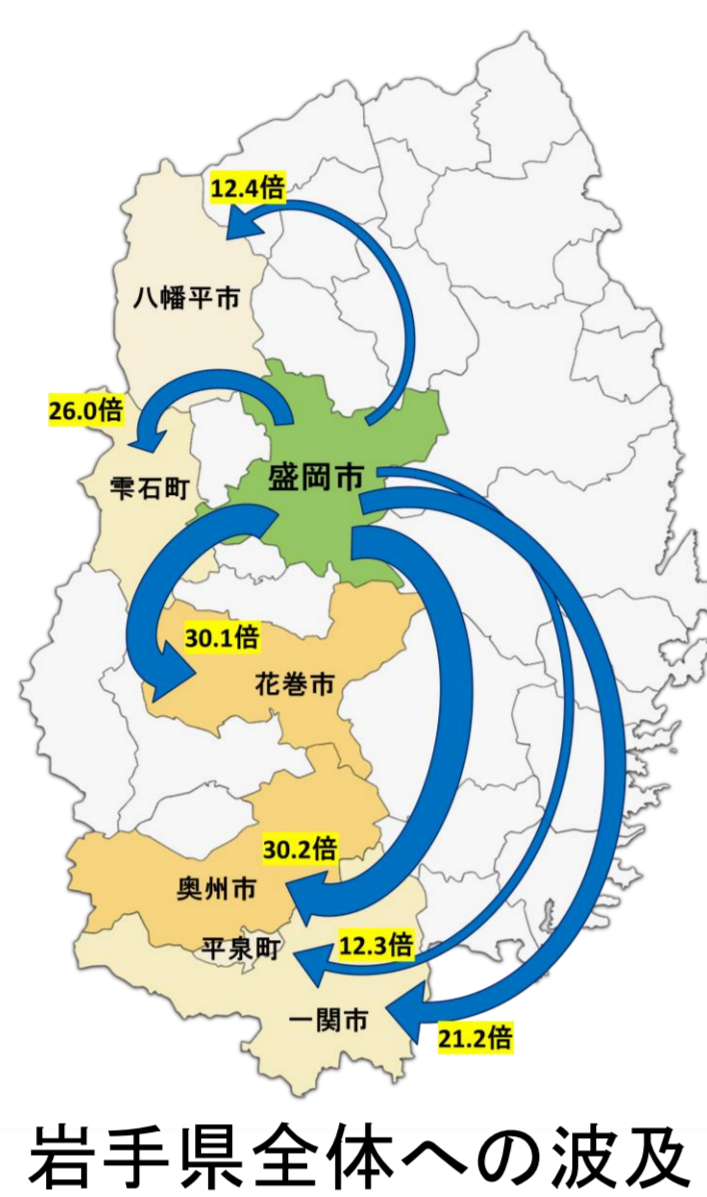 12.4倍
八幡平市
26.0倍
盛岡市
雫石町
30.1倍
花巻市
30.2倍
奥州市
平泉町
12.3倍
一関市
21.2倍
岩手県全体への波及